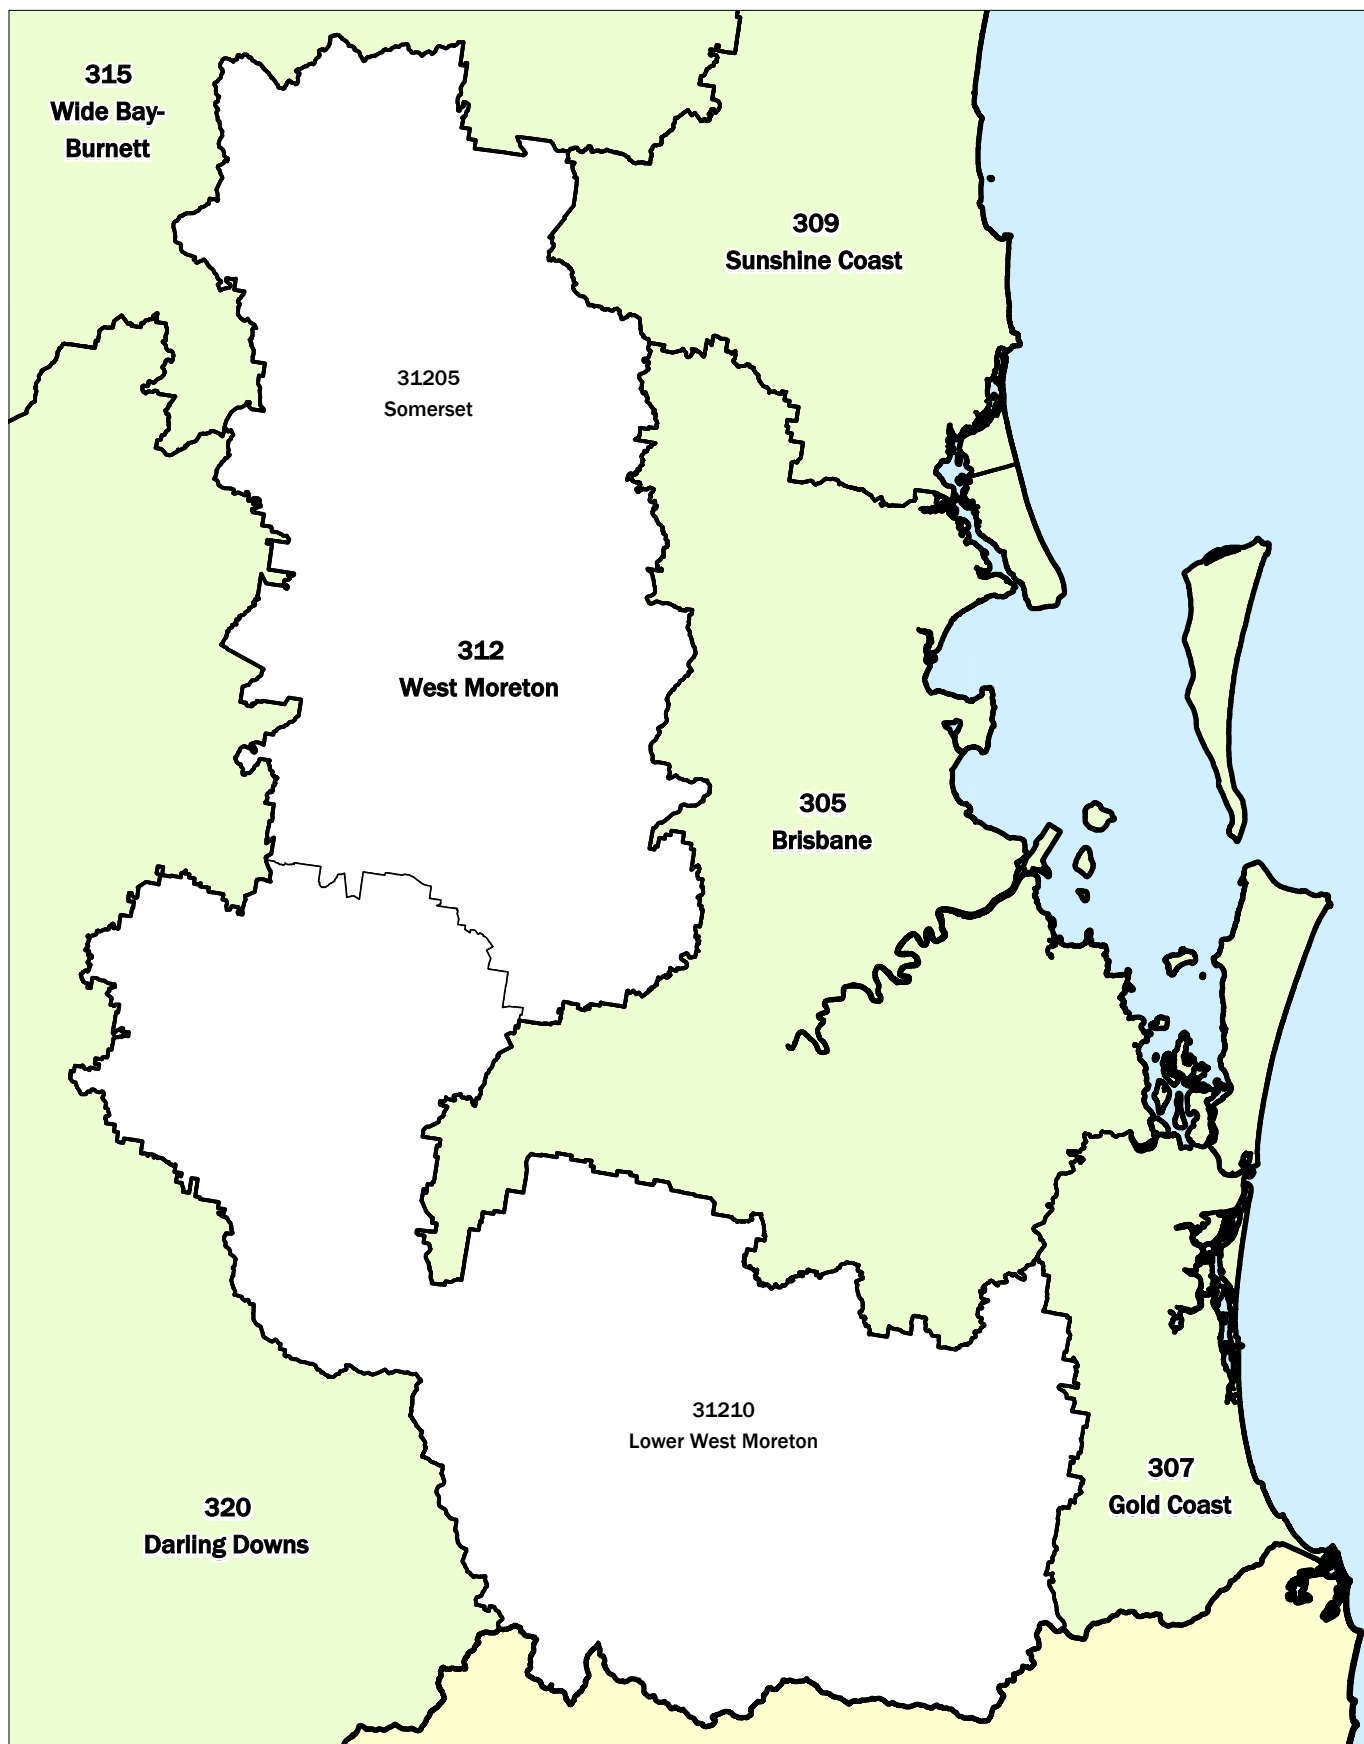 315
Wide Bay-
Burnett
309
Sunshine Coast
31205
Somerset
312
West Moreton
305
Brisbane
31210
Lower West Moreton
307
Gold Coast
320
Darling Downs